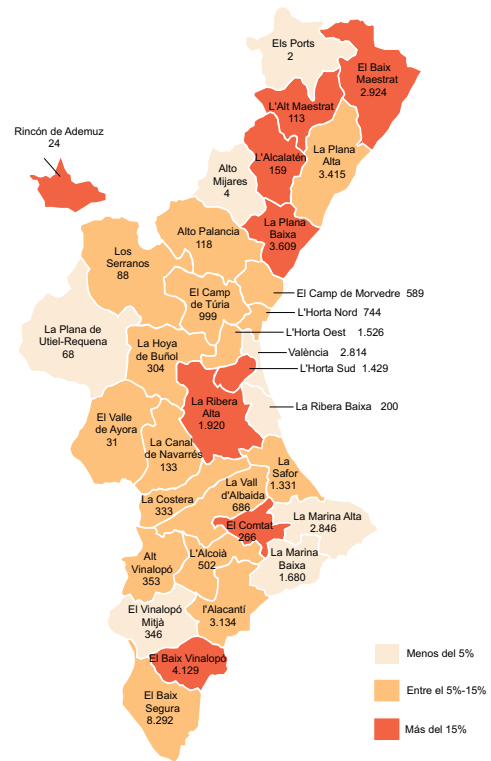 Els Ports
2
El Baix
Maestrat
2.924
L'Alt Maestrat
113
Rincón de Ademuz
24
L'Alcalatén
159
La Plana
Alta
3.415
Alto
Mijares
4
La Plana
Baixa
3.609
Alto Palancia
118
Los
Serranos
88
El Camp
de Túria
999
El Camp de Morvedre 589
L'Horta Nord 744
L'Horta Oest 1.526
València 2.814
L'Horta Sud 1.429
La Plana de
Utiel-Requena
68
La Hoya
de Buñol
304
La Ribera
Alta
1.920
La Ribera Baixa 200
El Valle
de Ayora
31
La Canal
de Navarrés
133
La
Safor
1.331
La Vall
d'Albaida
686
La Costera
333
El Comtat
266
La Marina Alta
2.846
La Marina
Baixa
1.680
Alt
Vinalopó
353
L'Alcoià
502
El Vinalopó
Mitjà
346
l'Alacantí
3.134
El Baix Vinalopó
4.129
El Baix
Segura
8.292
Menos del 5%
Entre el 5%-15%
Más del 15%